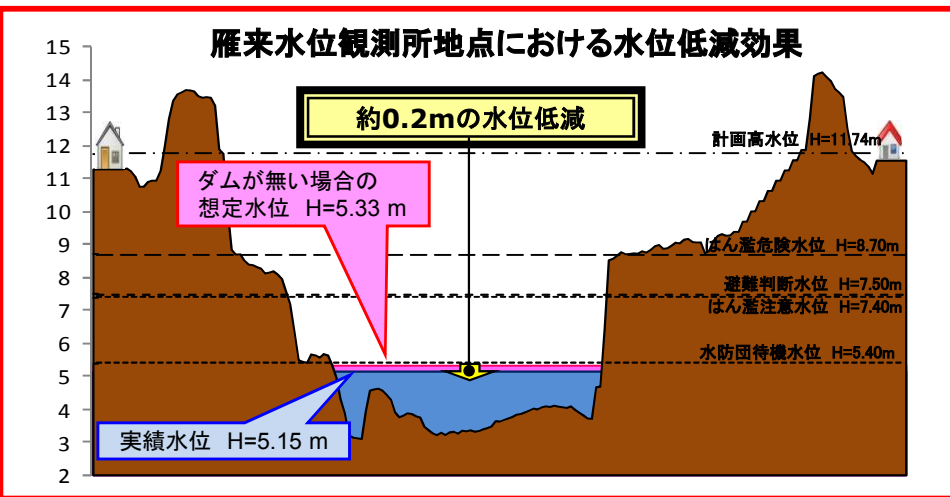 雁来水位観測所地点における水位低減効果
約0.2mの水位低減
計画高水位 H=11.74m
ダムが無い場合の
想定水位 H=5.33 m
はん濫危険水位 H=8.70m
避難判断水位 H=7.50m
はん濫注意水位 H=7.40m
水防団待機水位 H=5.40m
実績水位 H=5.15 m
15
14
13
12
11
10
9
8
7
6
5
4
3
2